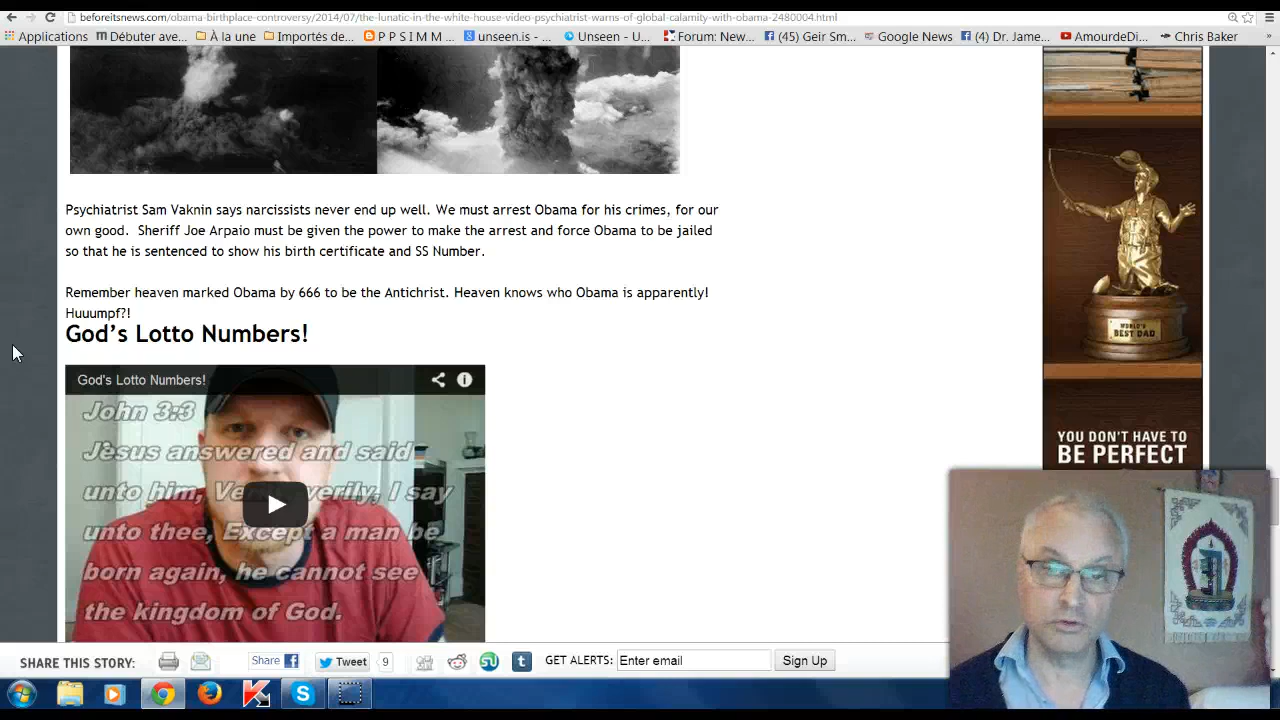 beforeitsnews.com/obama-birthplace-controversy/2014/07/the-lunatic-in-the-white-house-video-psychiatrist-warns-of-global-calamity-with-obama-2480004.html
Applications Débuter ave... À la une Importés de... P P S I M M ... unseen.is - ... Unseen - U... Forum: New... (45) Geir Sm... Google News (4) Dr. Jame... AmourdeDi... Chris Baker »
Psychiatrist Sam Vaknin says narcissists never end up well. We must arrest Obama for his crimes, for our
own good. Sheriff Joe Arpaio must be given the power to make the arrest and force Obama to be jailed
so that he is sentenced to show his birth certificate and SS Number.
Remember heaven marked Obama by 666 to be the Antichrist. Heaven knows who Obama is apparently!
Huuumpf?!
God's Lotto Numbers!
God's Lotto Numbers!
John 3:3
Jesus answered and said
unto him, Verily, verily, I say
unto thee, Except a man be
born again, he cannot see
the kingdom of God.
WORLD'S
BEST DAD
YOU DON'T HAVE TO
BE PERFECT
SHARE THIS STORY: Share Tweet 9 GET ALERTS: Enter email Sign Up